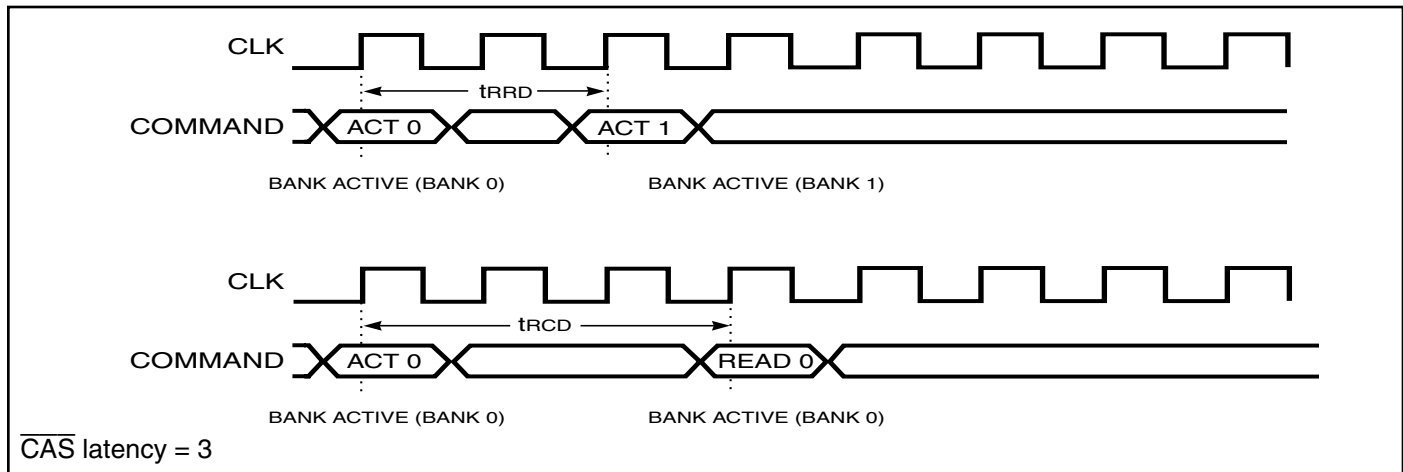 CLK
tRRD
COMMAND ACT 0 ACT 1
BANK ACTIVE (BANK 0) BANK ACTIVE (BANK 1)
CLK
tRCD
COMMAND ACT 0 READ 0
BANK ACTIVE (BANK 0) BANK ACTIVE (BANK 0)
C̅A̅S̅ latency = 3